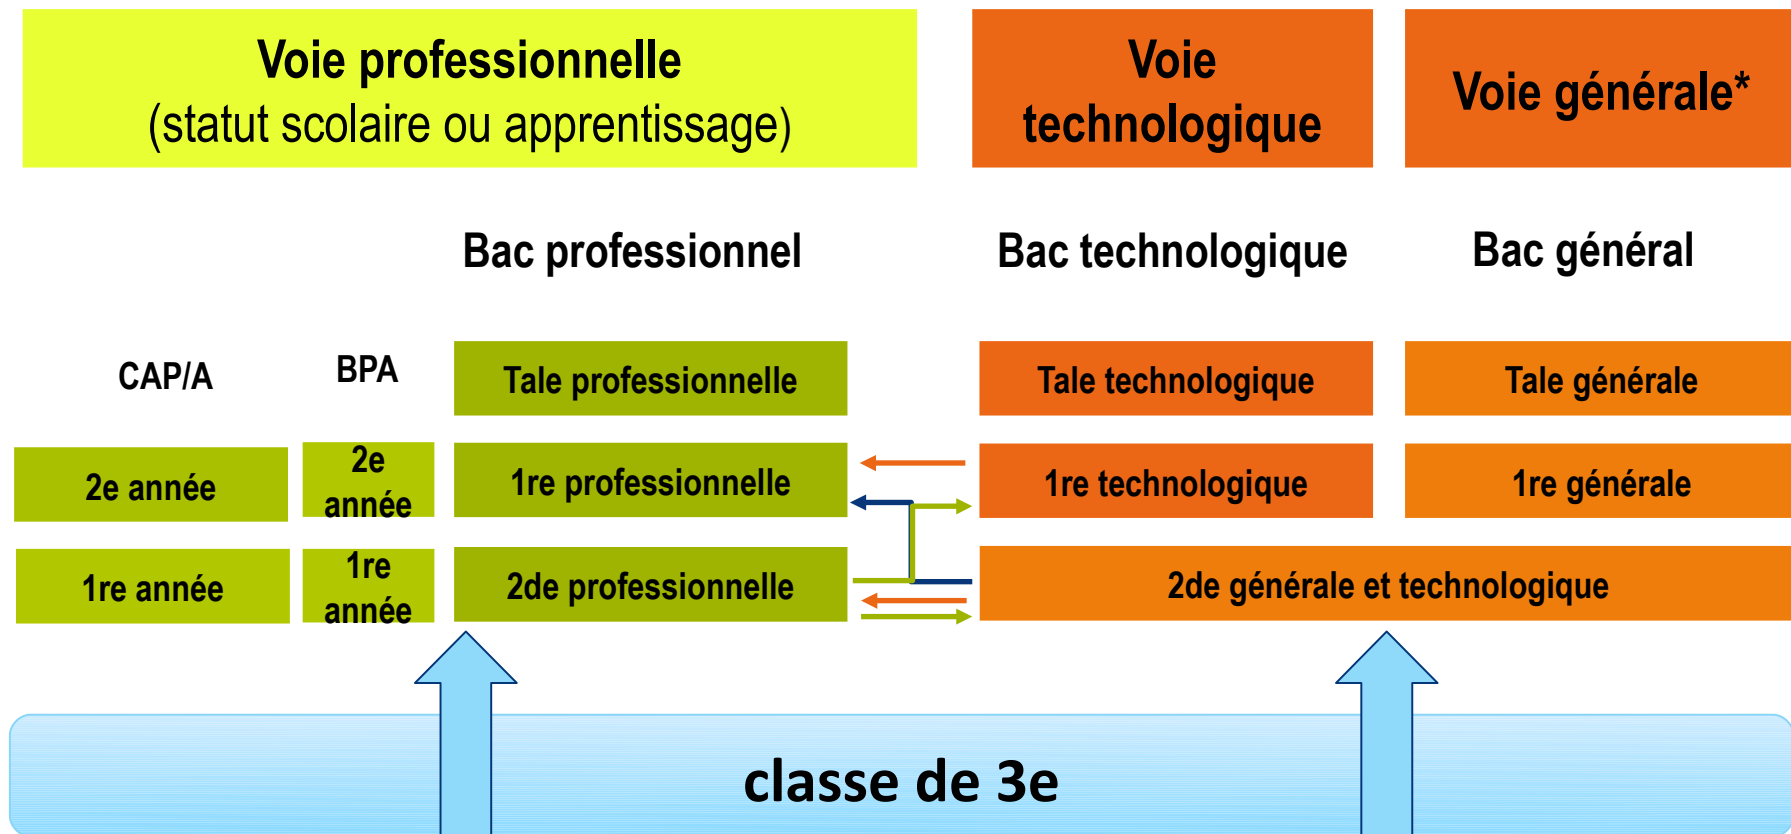 Voie professionnelle
(statut scolaire ou apprentissage)
Voie
technologique
Voie générale*
Bac professionnel
Bac technologique
Bac général
CAP/A
BPA
Tale professionnelle
Tale technologique
Tale générale
2e année
2e
année
1re professionnelle
1re technologique
1re générale
1re année
1re
année
2de professionnelle
2de générale et technologique
classe de 3e